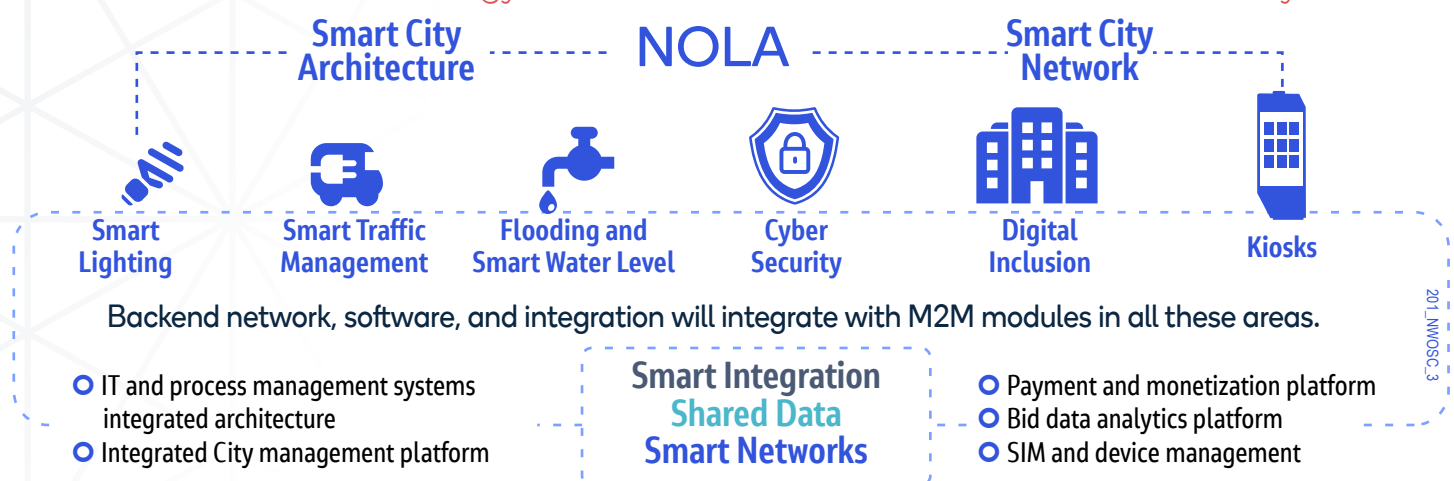 Smart City
Architecture
NOLA
Smart City
Network
Smart
Lighting
Smart Traffic
Management
Flooding and
Smart Water Level
Cyber
Security
Digital
Inclusion
Kiosks
Backend network, software, and integration will integrate with M2M modules in all these areas.
201_NWOSC_3
IT and process management systems
integrated architecture
Integrated City management platform
Smart Integration
Shared Data
Smart Networks
Payment and monetization platform
Bid data analytics platform
SIM and device management